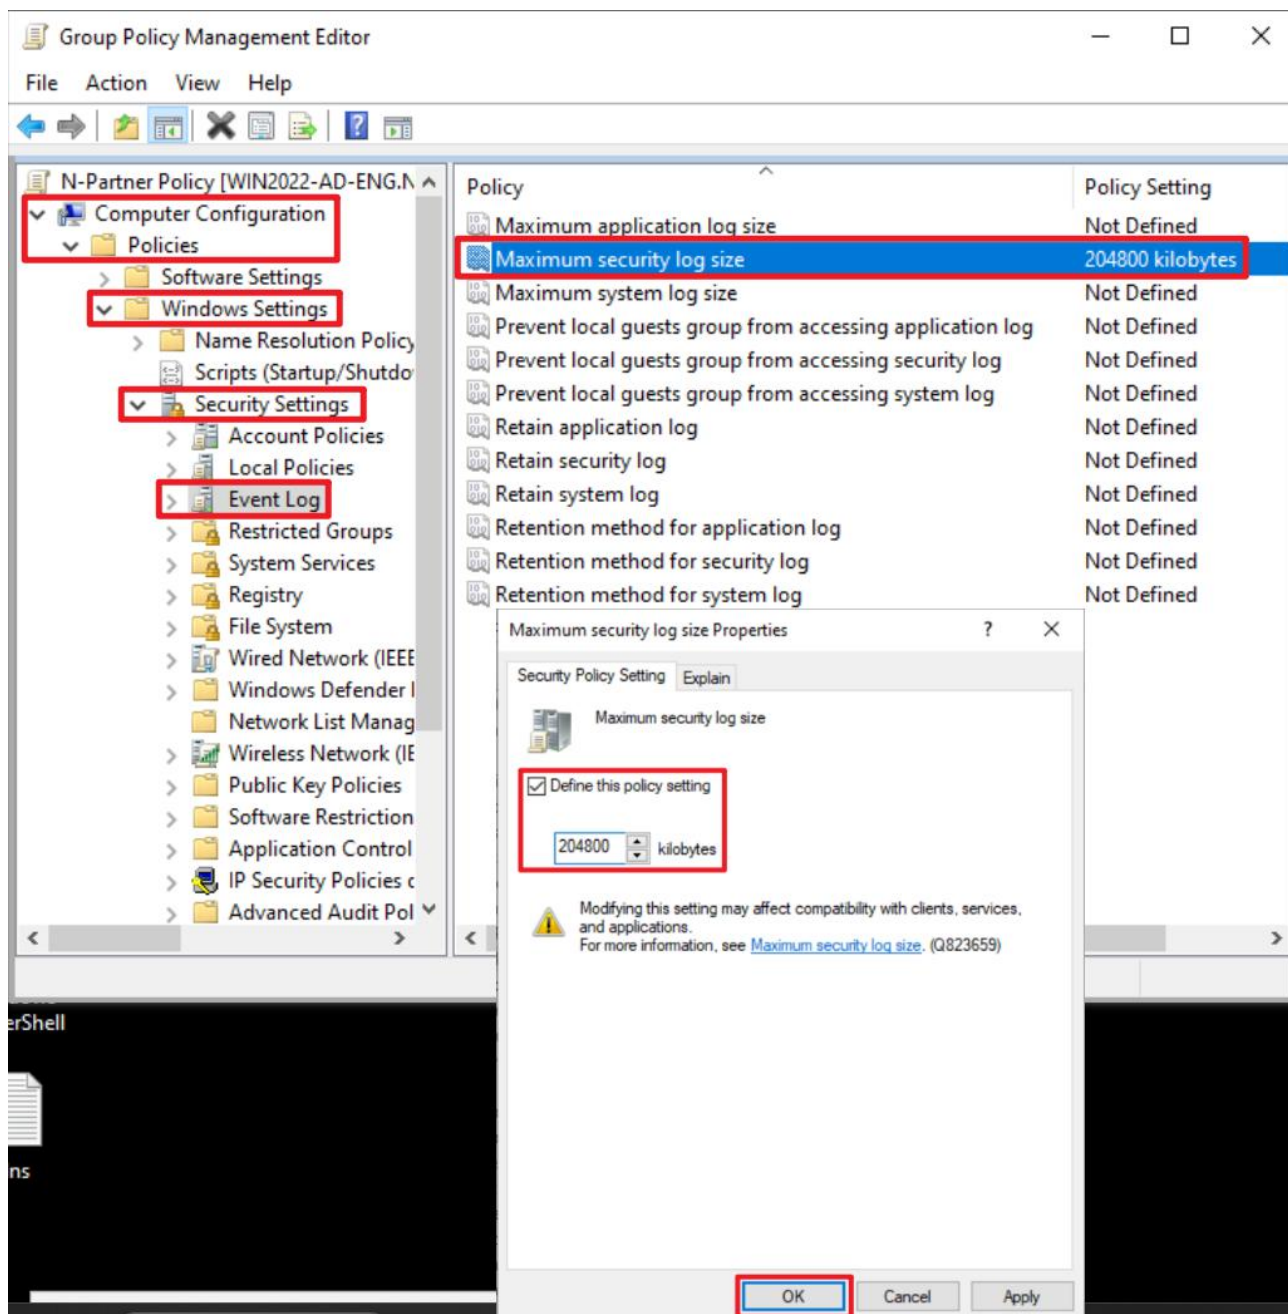 Group Policy Management Editor
File Action View Help
N-Partner Policy [WIN2022-AD-ENG.N
Computer Configuration
Policies
Software Settings
Windows Settings
Name Resolution Policy
Scripts (Startup/Shutdo
Security Settings
Account Policies
Local Policies
Event Log
Restricted Groups
System Services
Registry
File System
Wired Network (IEEE
Windows Defender
Network List Manag
Wireless Network (IE
Public Key Policies
Software Restriction
Application Control
IP Security Policies
Advanced Audit Pol
Policy Policy Setting
Maximum application log size Not Defined
Maximum security log size 204800 kilobytes
Maximum system log size Not Defined
Prevent local guests group from accessing application log Not Defined
Prevent local guests group from accessing security log Not Defined
Prevent local guests group from accessing system log Not Defined
Retain application log Not Defined
Retain security log Not Defined
Retain system log Not Defined
Retention method for application log Not Defined
Retention method for security log Not Defined
Retention method for system log Not Defined
Maximum security log size Properties
Security Policy Setting Explain
Maximum security log size
Define this policy setting
204800 kilobytes
Modifying this setting may affect compatibility with clients, services,
and applications.
For more information, see Maximum security log size. (Q823659)
OK Cancel Apply
erShell
ns